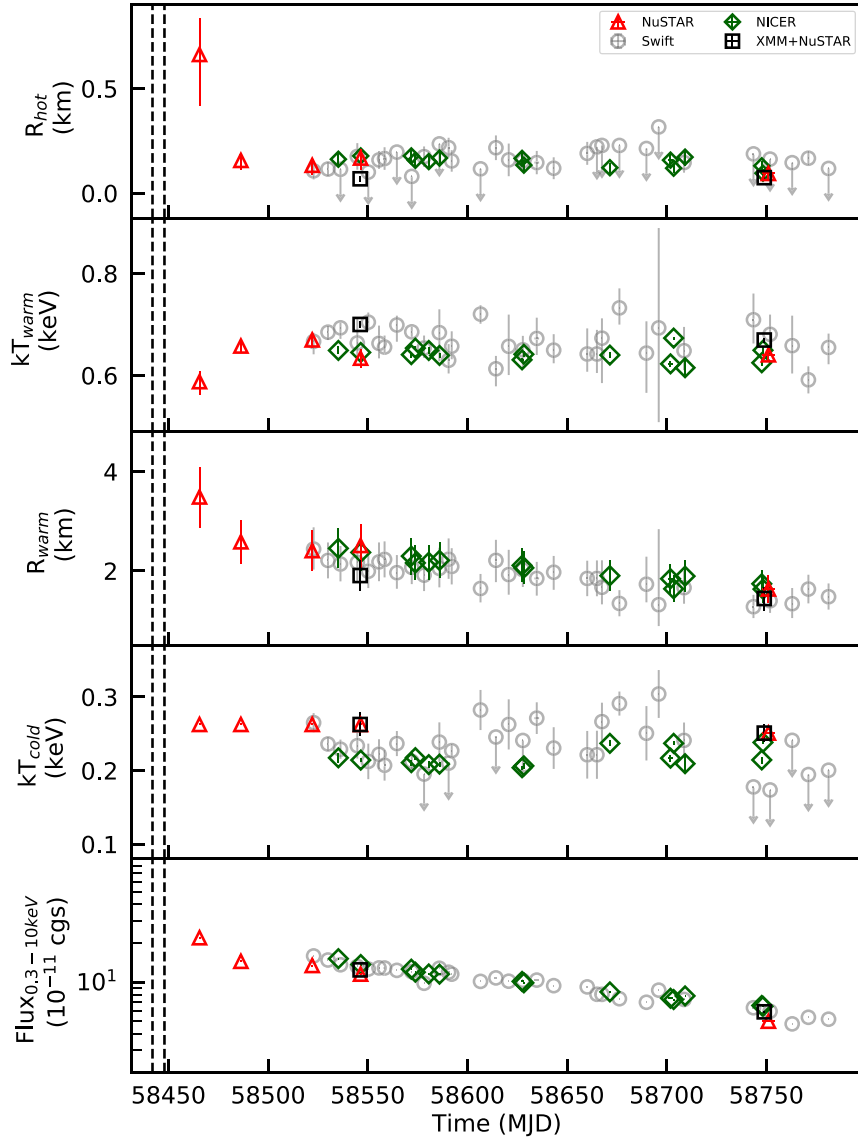 NuSTAR
Swift
NICER
XMM+NuSTAR
R_hot
(km)
0.5
0.0
kT_warm
(keV)
0.8
0.6
R_warm
(km)
4
2
kT_cold
(keV)
0.3
0.2
0.1
Flux_0.3−10keV
(10^−11 cgs)
10^1
58450 58500 58550 58600 58650 58700 58750
Time (MJD)